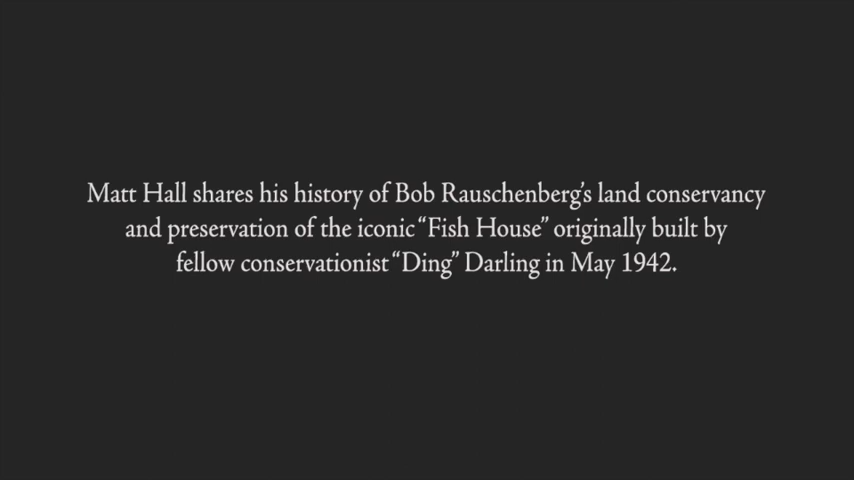 Matt Hall shares his history of Bob Rauschenberg’s land conservancy
and preservation of the iconic “Fish House” originally built by
fellow conservationist “Ding” Darling in May 1942.